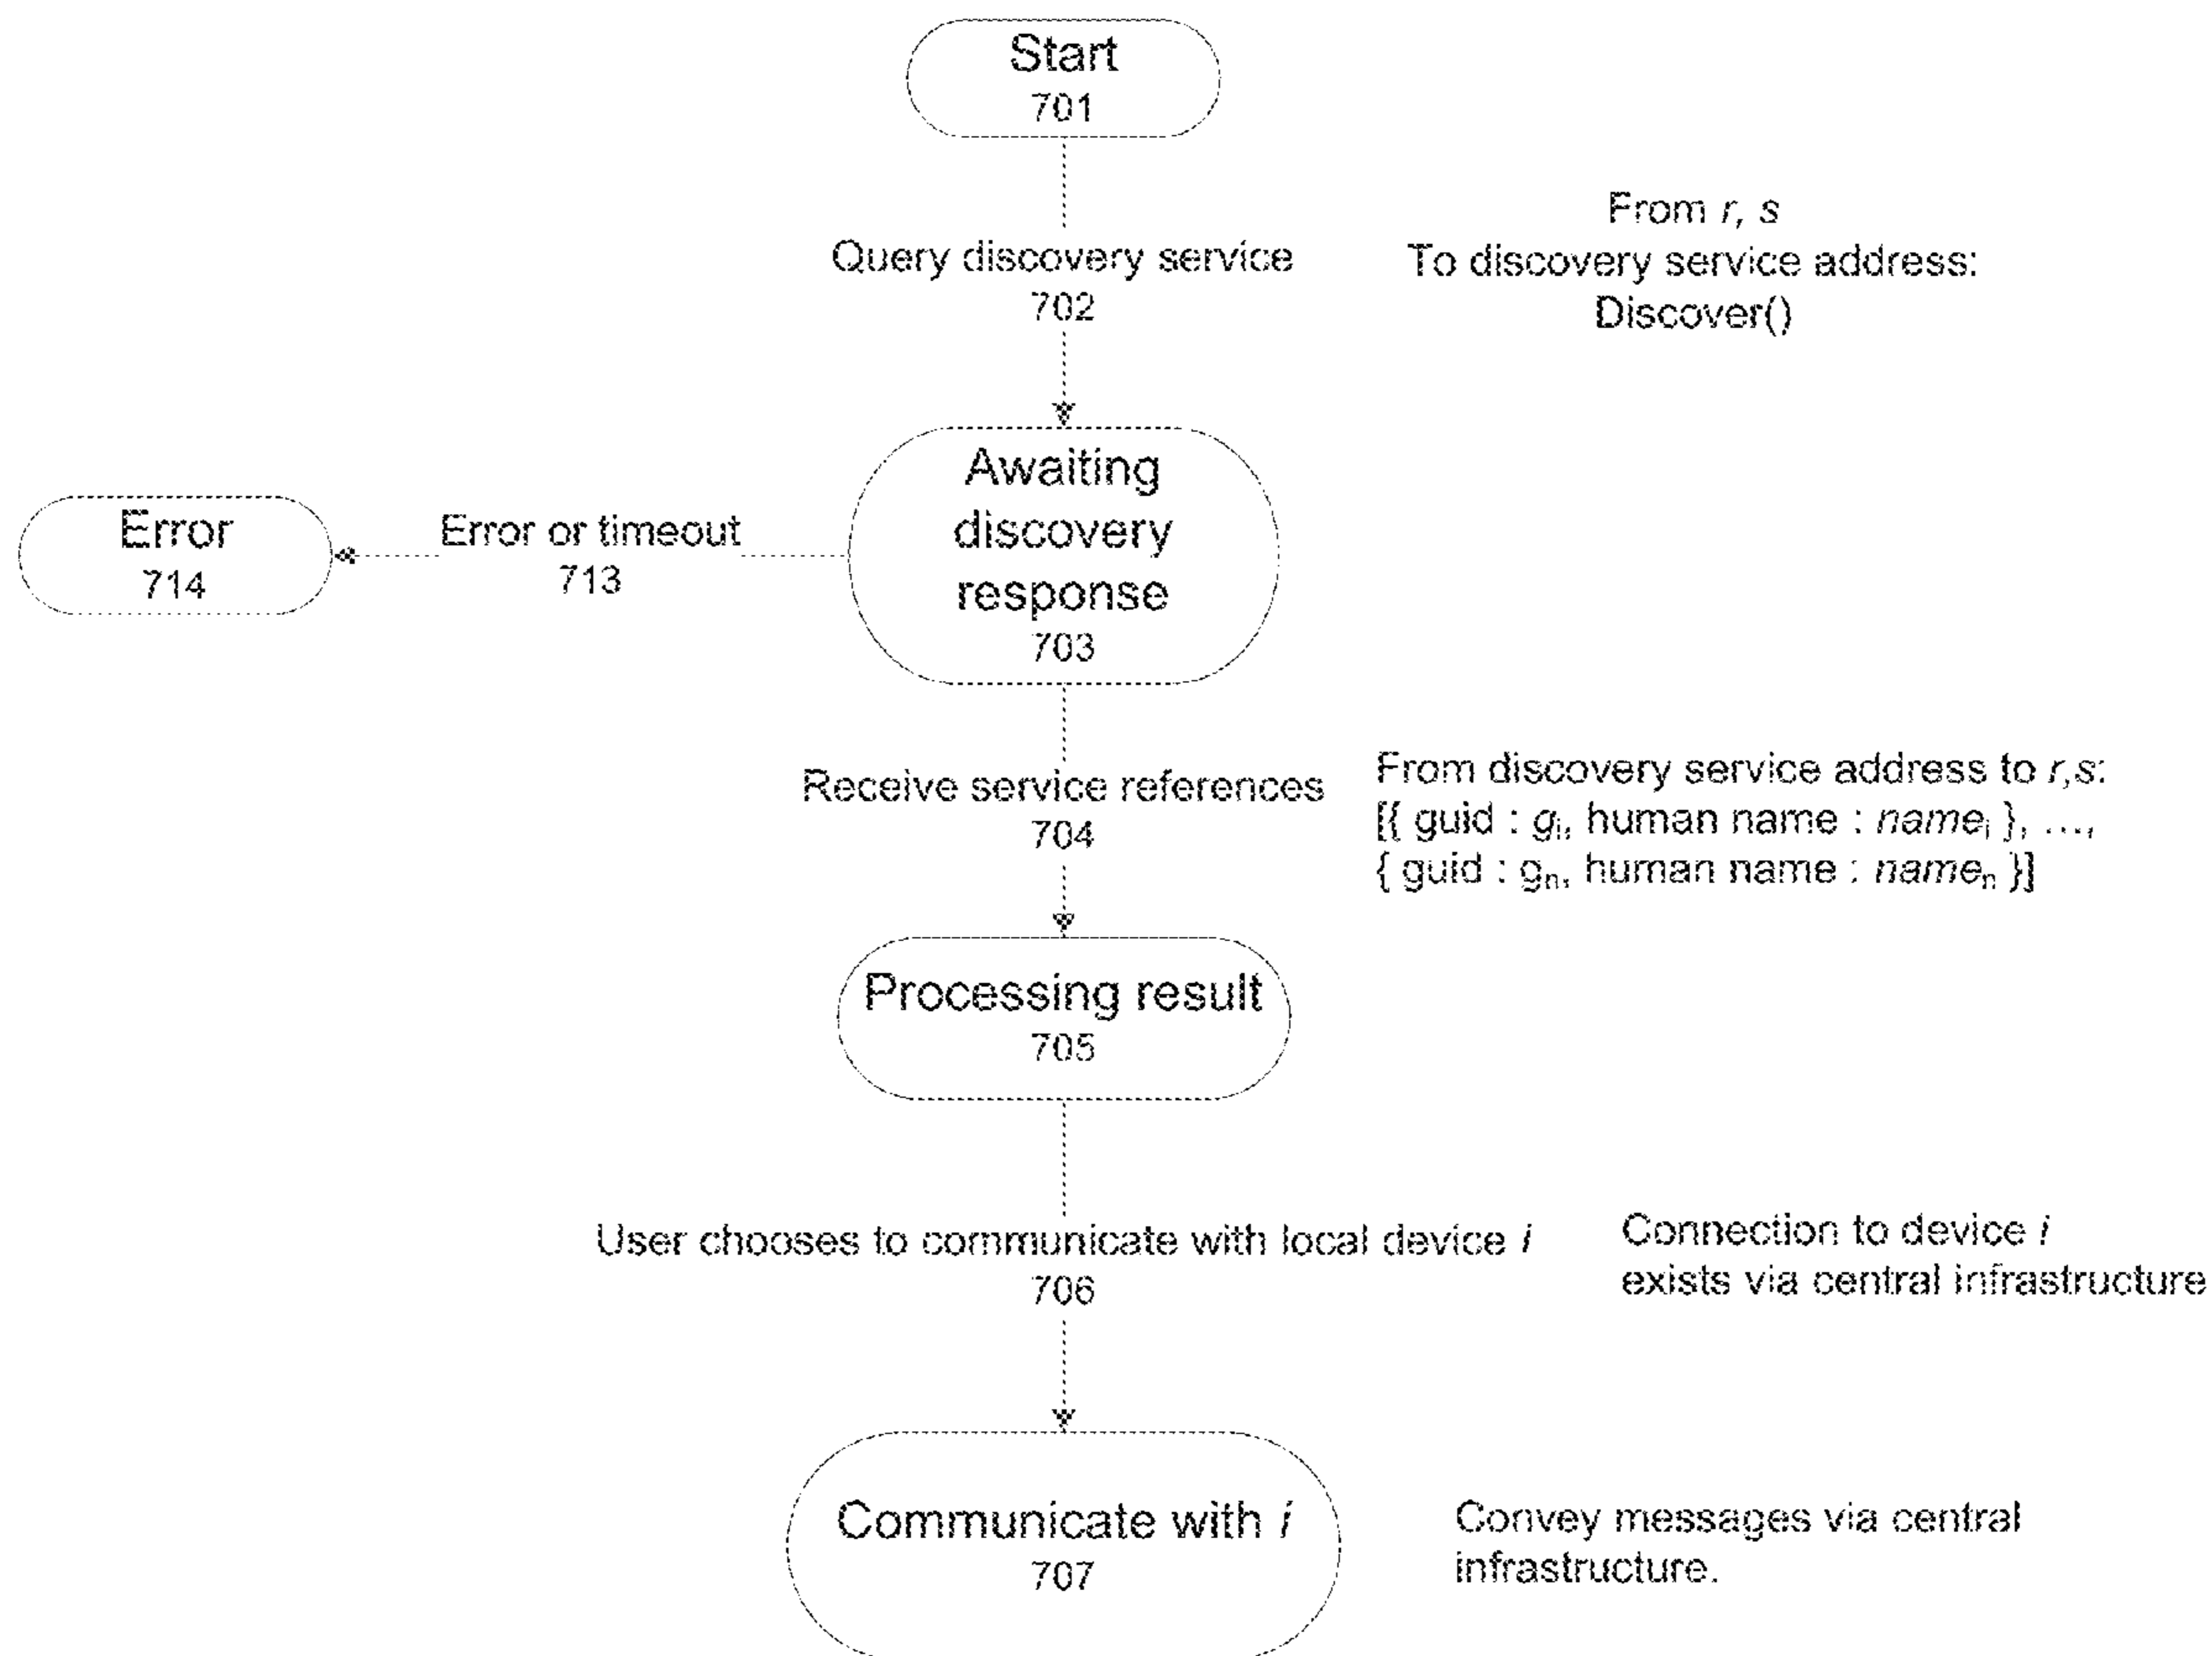 Start
701
Query discovery service
702
From r, s
To discovery service address:
Discover()
Awaiting
discovery
response
703
Error or timeout
713
Error
714
Receive service references
704
From discovery service address to r,s:
[{ guid : gᵢ, human name : nameᵢ }, …,
{ guid : gₙ, human name : nameₙ }]
Processing result
705
User chooses to communicate with local device i
706
Connection to device i
exists via central infrastructure
Communicate with i
707
Convey messages via central
infrastructure.